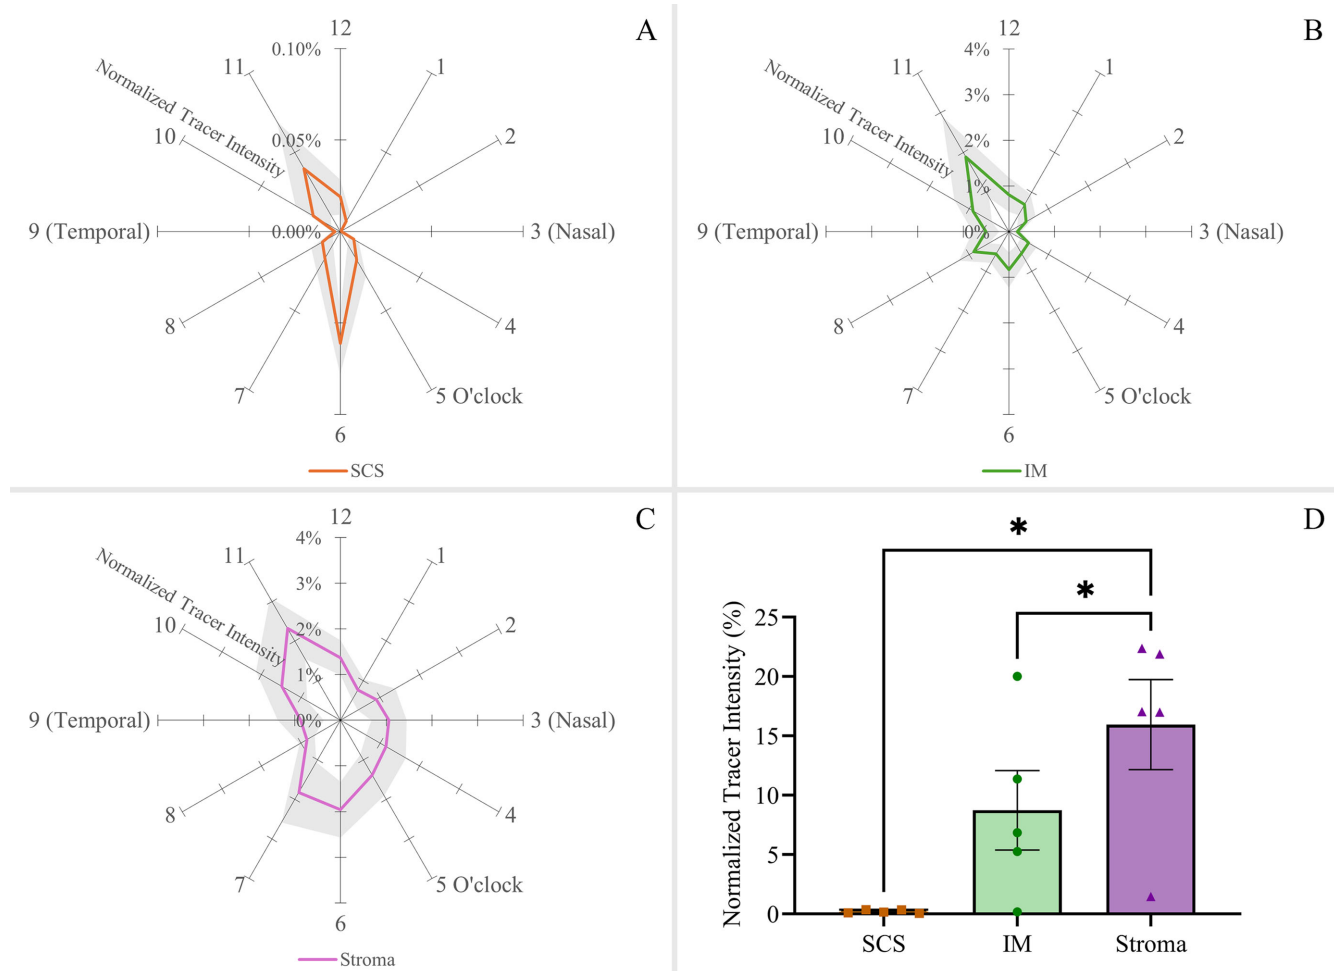 A
12
0.10%
11
1
Normalized Tracer Intensity
10
0.05%
2
9 (Temporal)
0.00%
3 (Nasal)
8
4
7
5 O'clock
6
SCS
B
12
4%
11
1
3%
Normalized Tracer Intensity
10
2%
2
1%
9 (Temporal)
0%
3 (Nasal)
8
4
7
5 O'clock
6
IM
C
12
4%
11
1
3%
Normalized Tracer Intensity
10
2%
2
1%
9 (Temporal)
0%
3 (Nasal)
8
4
7
5 O'clock
6
Stroma
D
*
*
Normalized Tracer Intensity (%)
25
20
15
10
5
0
SCS
IM
Stroma